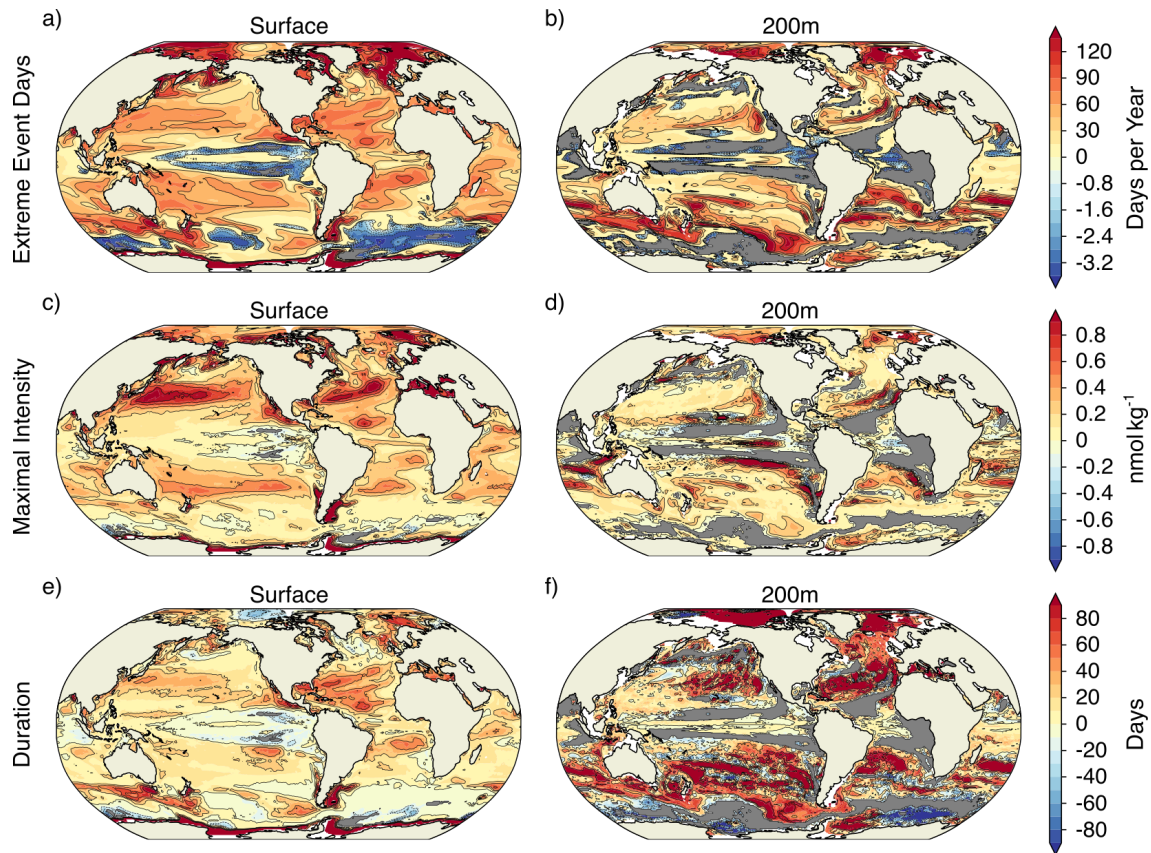 a)
Surface
b)
200m
Extreme Event Days
120
90
60
30
0
-0.8
-1.6
-2.4
-3.2
Days per Year
c)
Surface
d)
200m
Maximal Intensity
0.8
0.6
0.4
0.2
0
-0.2
-0.4
-0.6
-0.8
nmol kg⁻¹
e)
Surface
f)
200m
Duration
80
60
40
20
0
-20
-40
-60
-80
Days